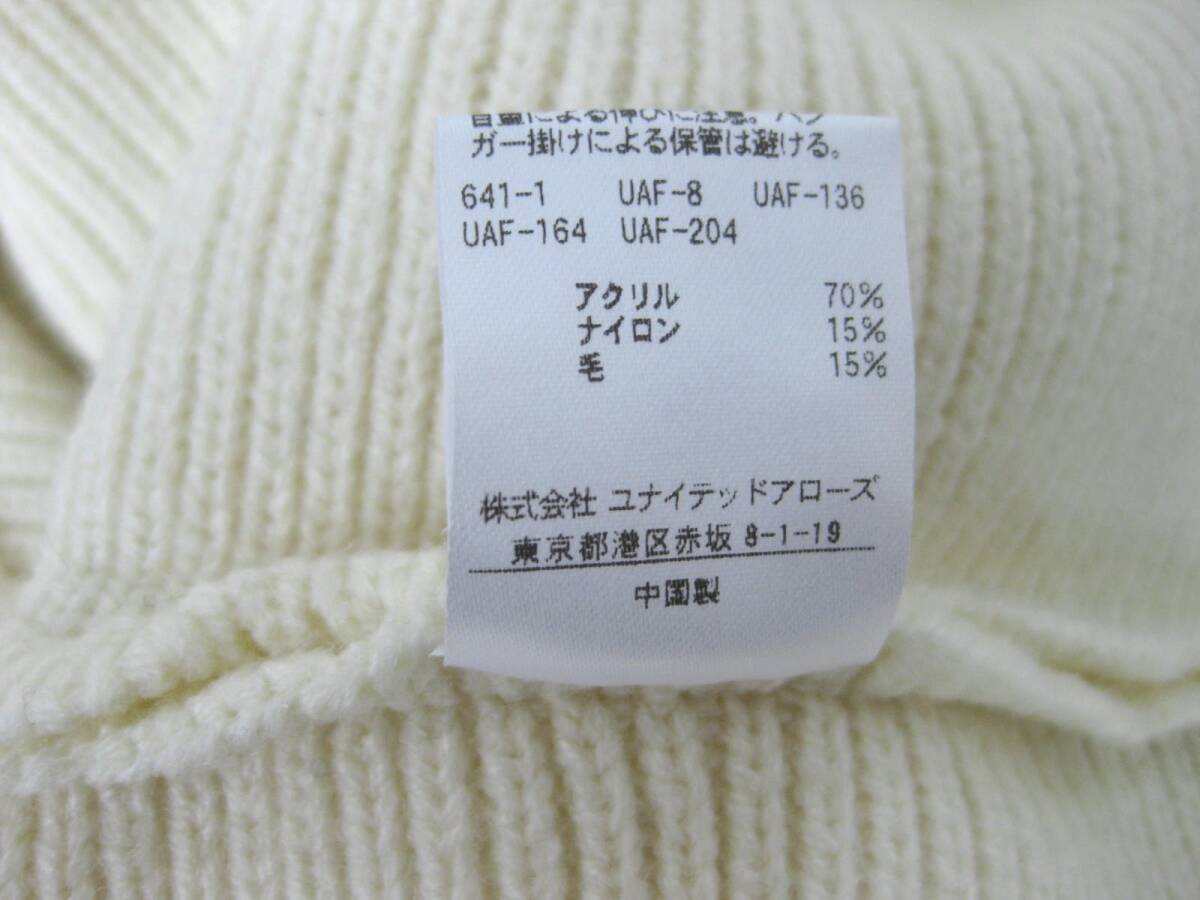 自重による伸びに注意。ハン
ガー掛けによる保管は避ける。
641-1 UAF-8 UAF-136
UAF-164 UAF-204
アクリル 70%
ナイロン 15%
毛 15%
株式会社 ユナイテッドアローズ
東京都港区赤坂 8-1-19
中国製